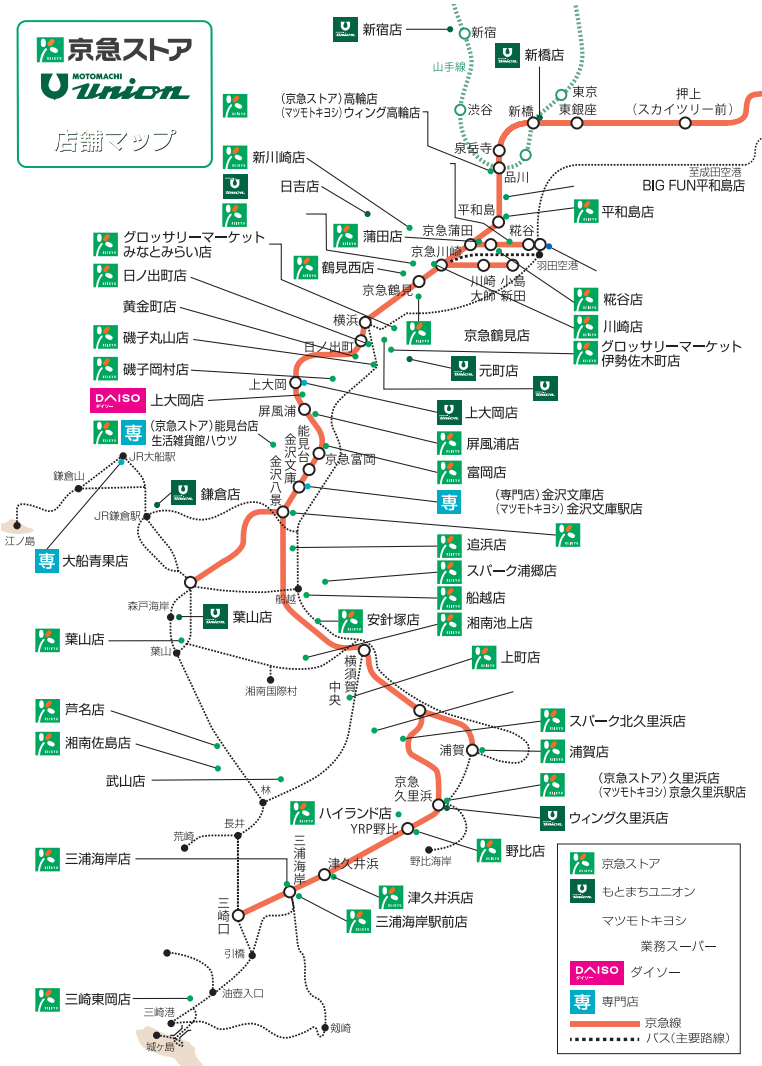 京急ストア
MOTOMACHI
Union
店舗マップ
新宿店
新宿
山手線
新橋店
東京
渋谷
新橋
東銀座
押上
(スカイツリー前)
(京急ストア)高輪店
(マツモトキヨシ)ウィング高輪店
泉岳寺
品川
至成田空港
BIG FUN平和島店
新川崎店
日吉店
平和島
平和島店
蒲田店
京急蒲田
糀谷
京急川崎
羽田空港
グロッサリーマーケット
みなとみらい店
鶴見西店
日ノ出町店
京急鶴見
川崎
大師
小島
新田
糀谷店
黄金町店
横浜
川崎店
京急鶴見店
磯子丸山店
日ノ出町
グロッサリーマーケット
伊勢佐木町店
磯子岡村店
元町店
上大岡
DAISO
ダイソー
上大岡店
上大岡店
屏風浦
専
(京急ストア)能見台店
生活雑貨館ハウツ
屏風浦店
能見台
金沢文庫
金沢八景
京急富岡
富岡店
JR大船駅
鎌倉山
鎌倉店
専
(専門店)金沢文庫店
(マツモトキヨシ)金沢文庫駅店
JR鎌倉駅
江ノ島
専
大船青果店
追浜店
スパーク浦郷店
船越
船越店
森戸海岸
葉山店
安針塚店
湘南池上店
葉山店
葉山
横須賀
中央
上町店
湘南国際村
芦名店
スパーク北久里浜店
湘南佐島店
浦賀
浦賀店
武山店
京急
久里浜
(京急ストア)久里浜店
(マツモトキヨシ)京急久里浜駅店
林
ハイランド店
ウィング久里浜店
長井
YRP野比
荒崎
野比海岸
野比店
三浦海岸店
三浦海岸
津久井浜
津久井浜店
三崎口
三浦海岸駅前店
引橋
三崎東岡店
油壺入口
三崎港
剱崎
城ヶ島
京急ストア
もとまちユニオン
マツモトキヨシ
業務スーパー
DAISO
ダイソー
ダイソー
専
専門店
京急線
バス(主要路線)